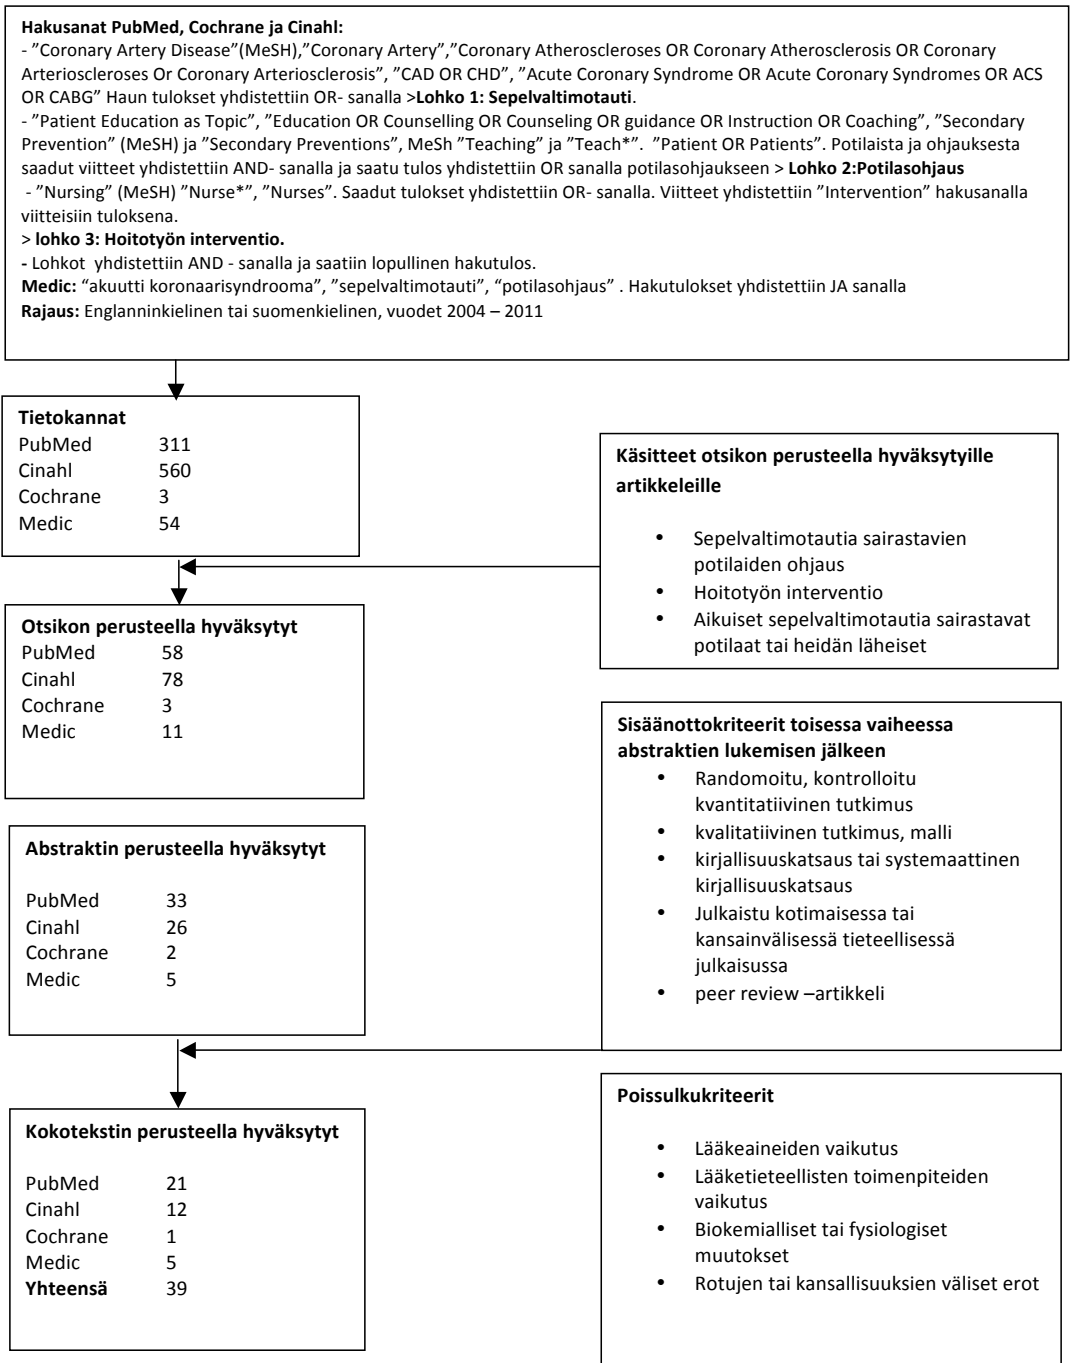 Hakusanat PubMed, Cochrane ja Cinahl:
- ”Coronary Artery Disease”(MeSH),”Coronary Artery”,”Coronary Atheroscleroses OR Coronary Atherosclerosis OR Coronary
Arterioscleroses Or Coronary Arteriosclerosis”, ”CAD OR CHD”, ”Acute Coronary Syndrome OR Acute Coronary Syndromes OR ACS
OR CABG” Haun tulokset yhdistettiin OR- sanalla >Lohko 1: Sepelvaltimotauti.
- ”Patient Education as Topic”, ”Education OR Counselling OR Counseling OR guidance OR Instruction OR Coaching”, ”Secondary
Prevention” (MeSH) ja ”Secondary Preventions”, MeSh ”Teaching” ja ”Teach*”. ”Patient OR Patients”. Potilaista ja ohjauksesta
saadut viitteet yhdistettiin AND- sanalla ja saatu tulos yhdistettiin OR sanalla potilasohjaukseen > Lohko 2:Potilasohjaus
- ”Nursing” (MeSH) ”Nurse*”, ”Nurses”. Saadut tulokset yhdistettiin OR- sanalla. Viitteet yhdistettiin ”Intervention” hakusanalla
viitteisiin tuloksena.
> lohko 3: Hoitotyön interventio.
- Lohkot yhdistettiin AND - sanalla ja saatiin lopullinen hakutulos.
Medic: “akuutti koronaarisyndrooma”, ”sepelvaltimotauti”, “potilasohjaus” . Hakutulokset yhdistettiin JA sanalla
Rajaus: Englanninkielinen tai suomenkielinen, vuodet 2004 – 2011
Tietokannat
PubMed 311
Cinahl 560
Cochrane 3
Medic 54
Käsitteet otsikon perusteella hyväksytyille
artikkeleille
• Sepelvaltimotautia sairastavien
potilaiden ohjaus
• Hoitotyön interventio
• Aikuiset sepelvaltimotautia sairastavat
potilaat tai heidän läheiset
Otsikon perusteella hyväksytyt
PubMed 58
Cinahl 78
Cochrane 3
Medic 11
Sisäänottokriteerit toisessa vaiheessa
abstraktien lukemisen jälkeen
• Randomoitu, kontrolloitu
kvantitatiivinen tutkimus
• kvalitatiivinen tutkimus, malli
• kirjallisuuskatsaus tai systemaattinen
kirjallisuuskatsaus
• Julkaistu kotimaisessa tai
kansainvälisessä tieteellisessä
julkaisussa
• peer review –artikkeli
Abstraktin perusteella hyväksytyt
PubMed 33
Cinahl 26
Cochrane 2
Medic 5
Kokotekstin perusteella hyväksytyt
PubMed 21
Cinahl 12
Cochrane 1
Medic 5
Yhteensä 39
Poissulkukriteerit
• Lääkeaineiden vaikutus
• Lääketieteellisten toimenpiteiden
vaikutus
• Biokemialliset tai fysiologiset
muutokset
• Rotujen tai kansallisuuksien väliset erot